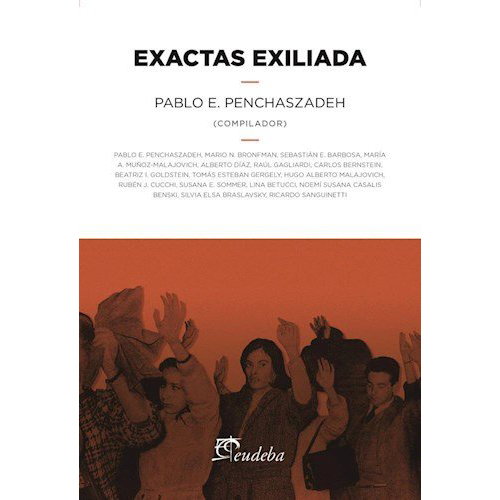 EXACTAS EXILIADA
PABLO E. PENCHASZADEH
(COMPILADOR)
PABLO E. PENCHASZADEH, MARIO N. BRONFMAN, SEBASTIÁN E. BARBOSA, MARÍA
A. MUÑOZ-MALAJOVICH, ALBERTO DÍAZ, RAÚL GAGLIARDI, CARLOS BERNSTEIN,
BEATRIZ I. GOLDSTEIN, TOMÁS ESTEBAN GERGELY, HUGO ALBERTO MALAJOVICH,
RUBÉN J. CUCCHI, SUSANA E. SOMMER, LINA BETUCCI, NOEMÍ SUSANA CASALIS
BENSKI, SILVIA ELSA BRASLAVSKY, RICARDO SANGUINETTI
eudeba